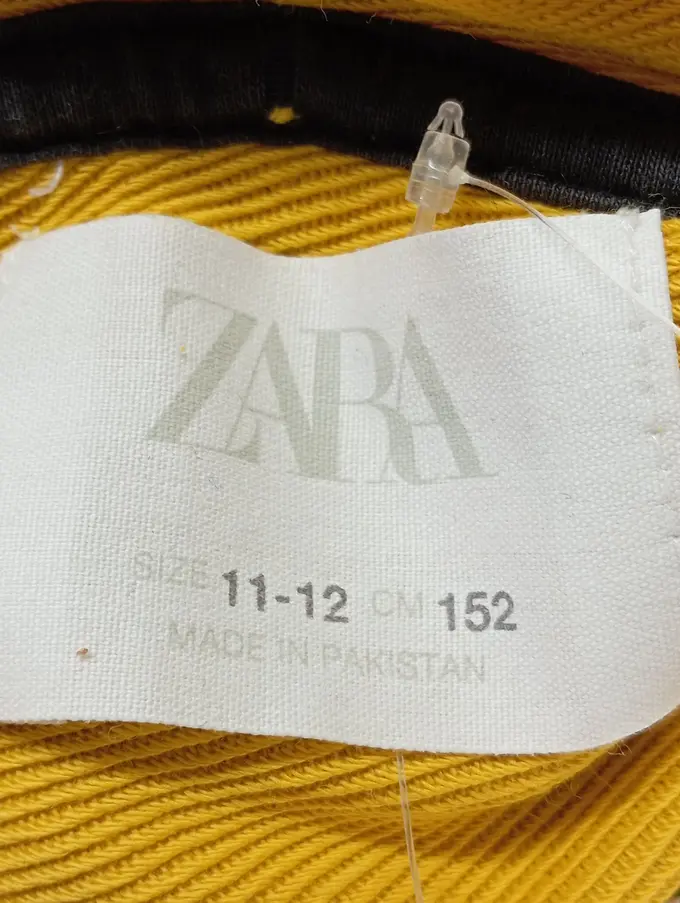 ZARA
SIZE 11-12 CM 152
MADE IN PAKISTAN